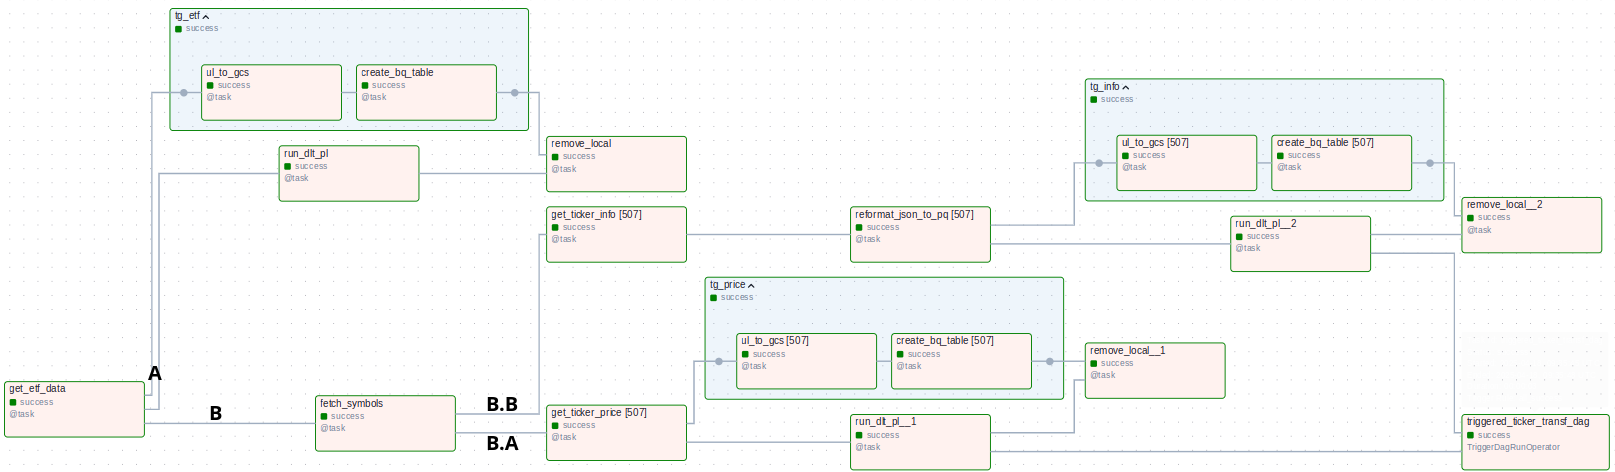 tg_etf
success
ul_to_gcs
success
@task
create_bq_table
success
@task
run_dlt_pl
success
@task
remove_local
success
@task
get_ticker_info [507]
success
@task
reformat_json_to_pq [507]
success
@task
tg_info
success
ul_to_gcs [507]
success
@task
create_bq_table [507]
success
@task
run_dlt_pl__2
success
@task
remove_local__2
success
@task
tg_price
success
ul_to_gcs [507]
success
@task
create_bq_table [507]
success
@task
remove_local__1
success
@task
A
get_etf_data
success
@task
B
fetch_symbols
success
@task
B.B
B.A
get_ticker_price [507]
success
@task
run_dlt_pl__1
success
@task
triggered_ticker_transf_dag
success
TriggerDagRunOperator